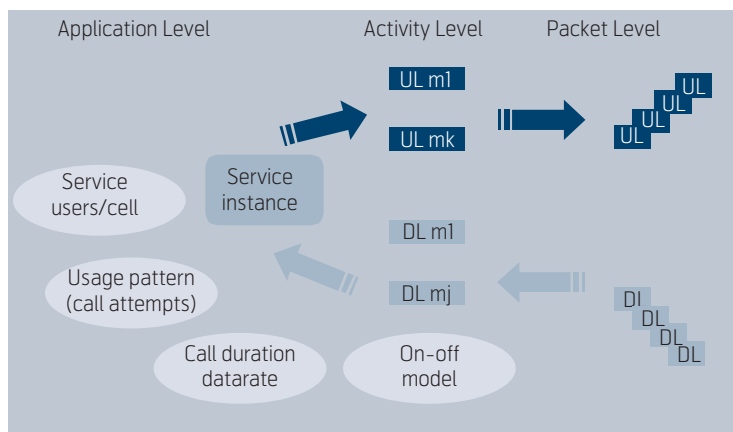 Application Level
Activity Level
Packet Level
UL m1
UL mk
UL
UL
UL
UL
Service
users/cell
Service
instance
DL m1
DL mj
Usage pattern
(call attempts)
Call duration
datarate
On-off
model
Dl
DL
DL
DL